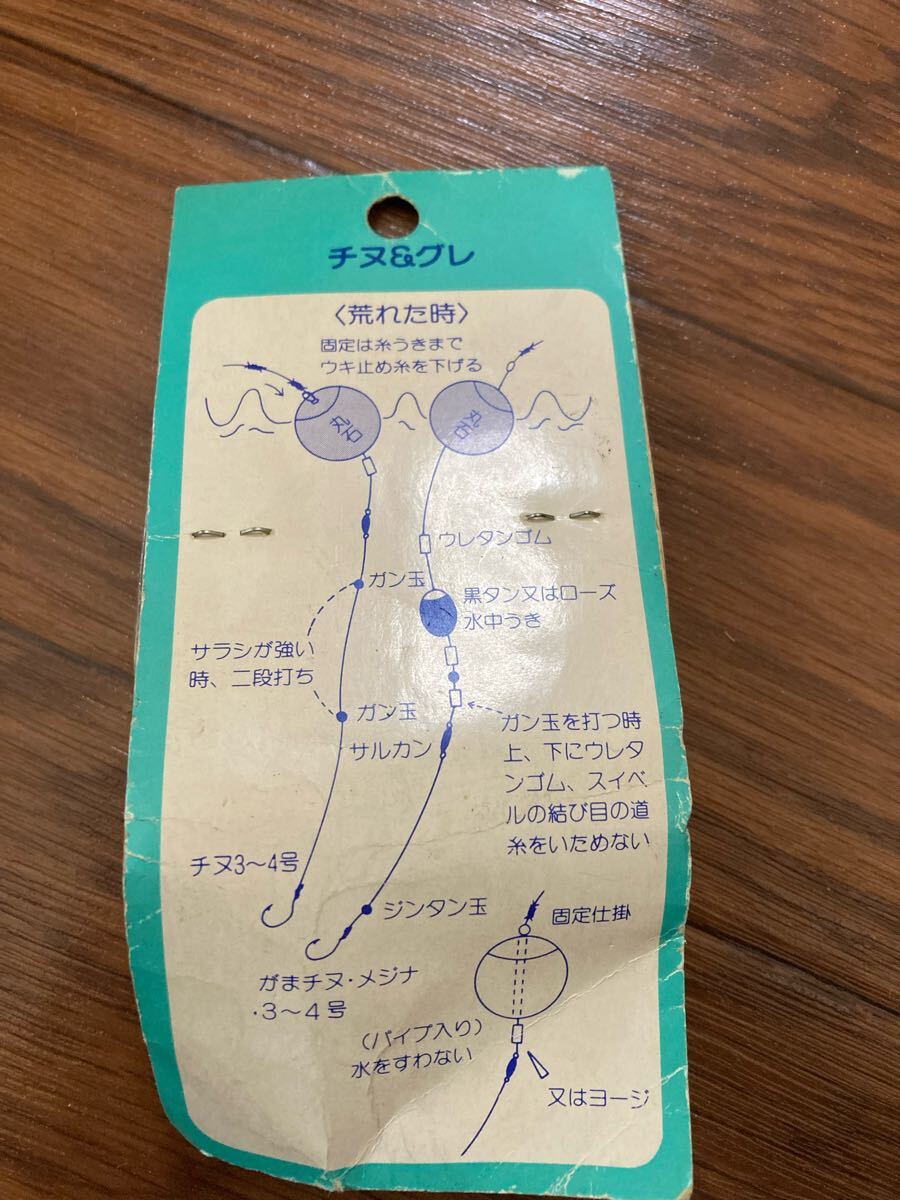 チヌ&グレ
〈荒れた時〉
固定は糸うきまで
ウキ止め糸を下げる
丸石
丸石
ウレタンゴム
ガン玉
黒タン又はローズ
水中うき
サラシが強い
時、二段打ち
ガン玉
サルカン
ガン玉を打つ時
上、下にウレタ
ンゴム、スイベ
ルの結び目の道
糸をいためない
チヌ3〜4号
ジンタン玉
がまチヌ・メジナ
・3〜4号
固定仕掛
(パイプ入り)
水をすわない
又はヨージ